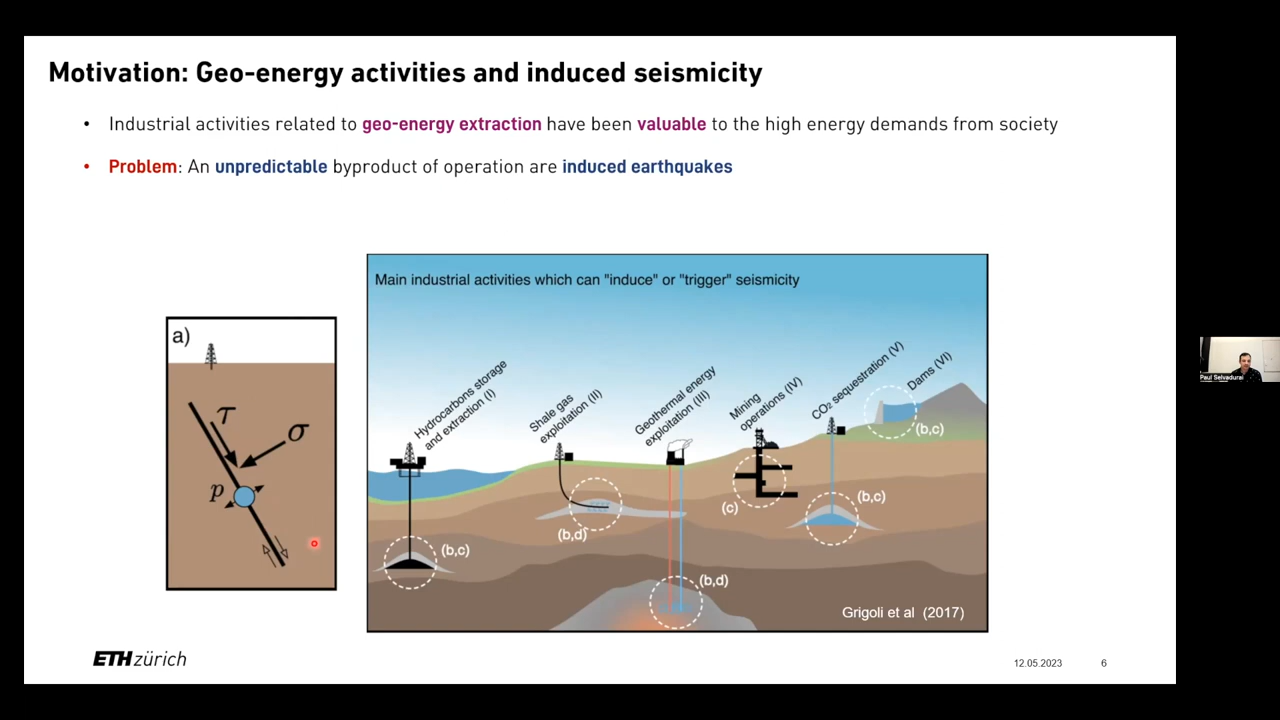 Motivation: Geo-energy activities and induced seismicity
• Industrial activities related to geo-energy extraction have been valuable to the high energy demands from society
• Problem: An unpredictable byproduct of operation are induced earthquakes
a)
τ
σ
p
Main industrial activities which can "induce" or "trigger" seismicity
Hydrocarbons storage
and extraction (I)
Shale gas
exploitation (II)
Geothermal energy
exploitation (III)
Mining
operations (IV)
CO₂ sequestration (V)
Dams (VI)
(b,c)
(b,d)
(b,d)
(c)
(b,c)
(b,c)
Grigoli et al (2017)
ETH zürich
12.05.2023
6
Paul Selvadurai